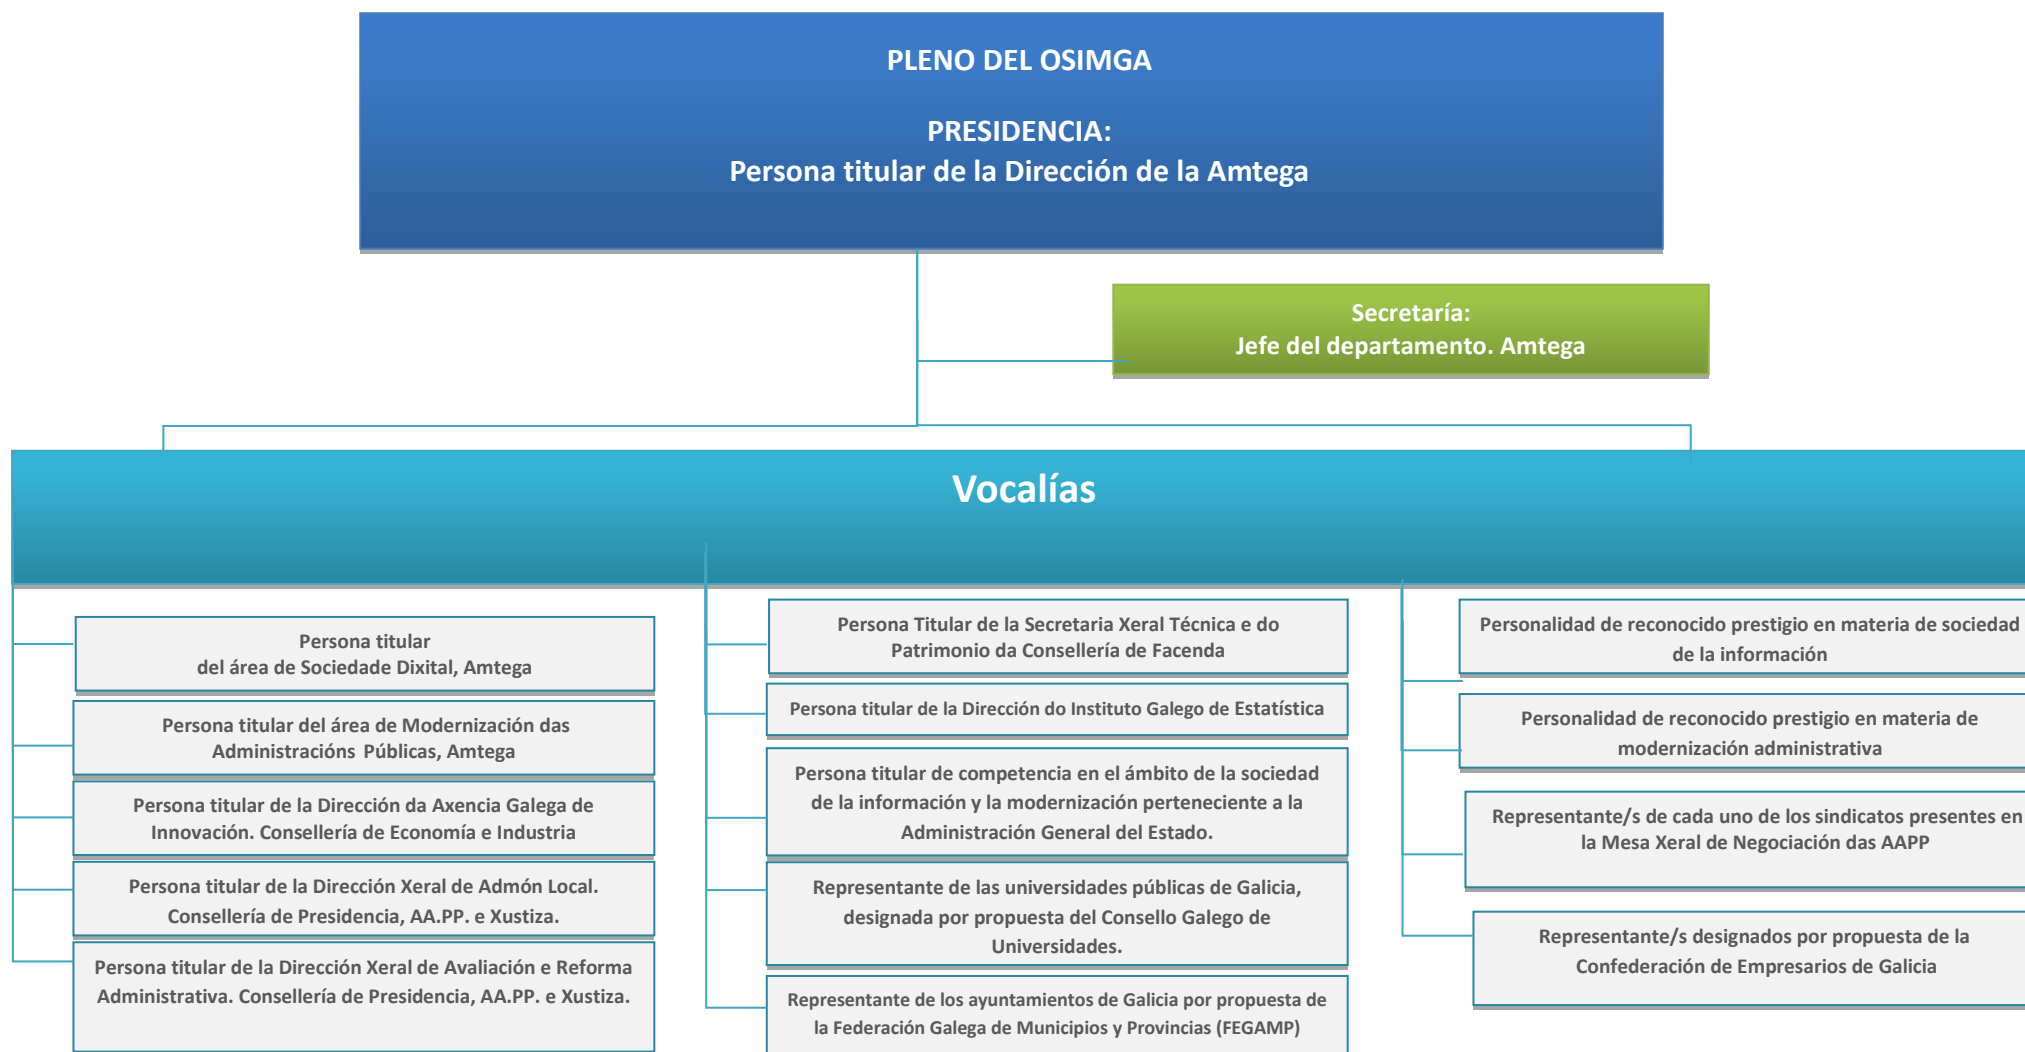 PLENO DEL OSIMGA
PRESIDENCIA:
Persona titular de la Dirección de la Amtega
Secretaría:
Jefe del departamento. Amtega
Vocalías
Persona titular
del área de Sociedade Dixital, Amtega
Persona titular del área de Modernización das
Administracións Públicas, Amtega
Persona titular de la Dirección da Axencia Galega de
Innovación. Consellería de Economía e Industria
Persona titular de la Dirección Xeral de Admón Local.
Consellería de Presidencia, AA.PP. e Xustiza.
Persona titular de la Dirección Xeral de Avaliación e Reforma
Administrativa. Consellería de Presidencia, AA.PP. e Xustiza.
Persona Titular de la Secretaria Xeral Técnica e do
Patrimonio da Consellería de Facenda
Persona titular de la Dirección do Instituto Galego de Estatística
Persona titular de competencia en el ámbito de la sociedad
de la información y la modernización perteneciente a la
Administración General del Estado.
Representante de las universidades públicas de Galicia,
designada por propuesta del Consello Galego de
Universidades.
Representante de los ayuntamientos de Galicia por propuesta de
la Federación Galega de Municipios y Provincias (FEGAMP)
Personalidad de reconocido prestigio en materia de sociedad
de la información
Personalidad de reconocido prestigio en materia de
modernización administrativa
Representante/s de cada uno de los sindicatos presentes en
la Mesa Xeral de Negociación das AAPP
Representante/s designados por propuesta de la
Confederación de Empresarios de Galicia